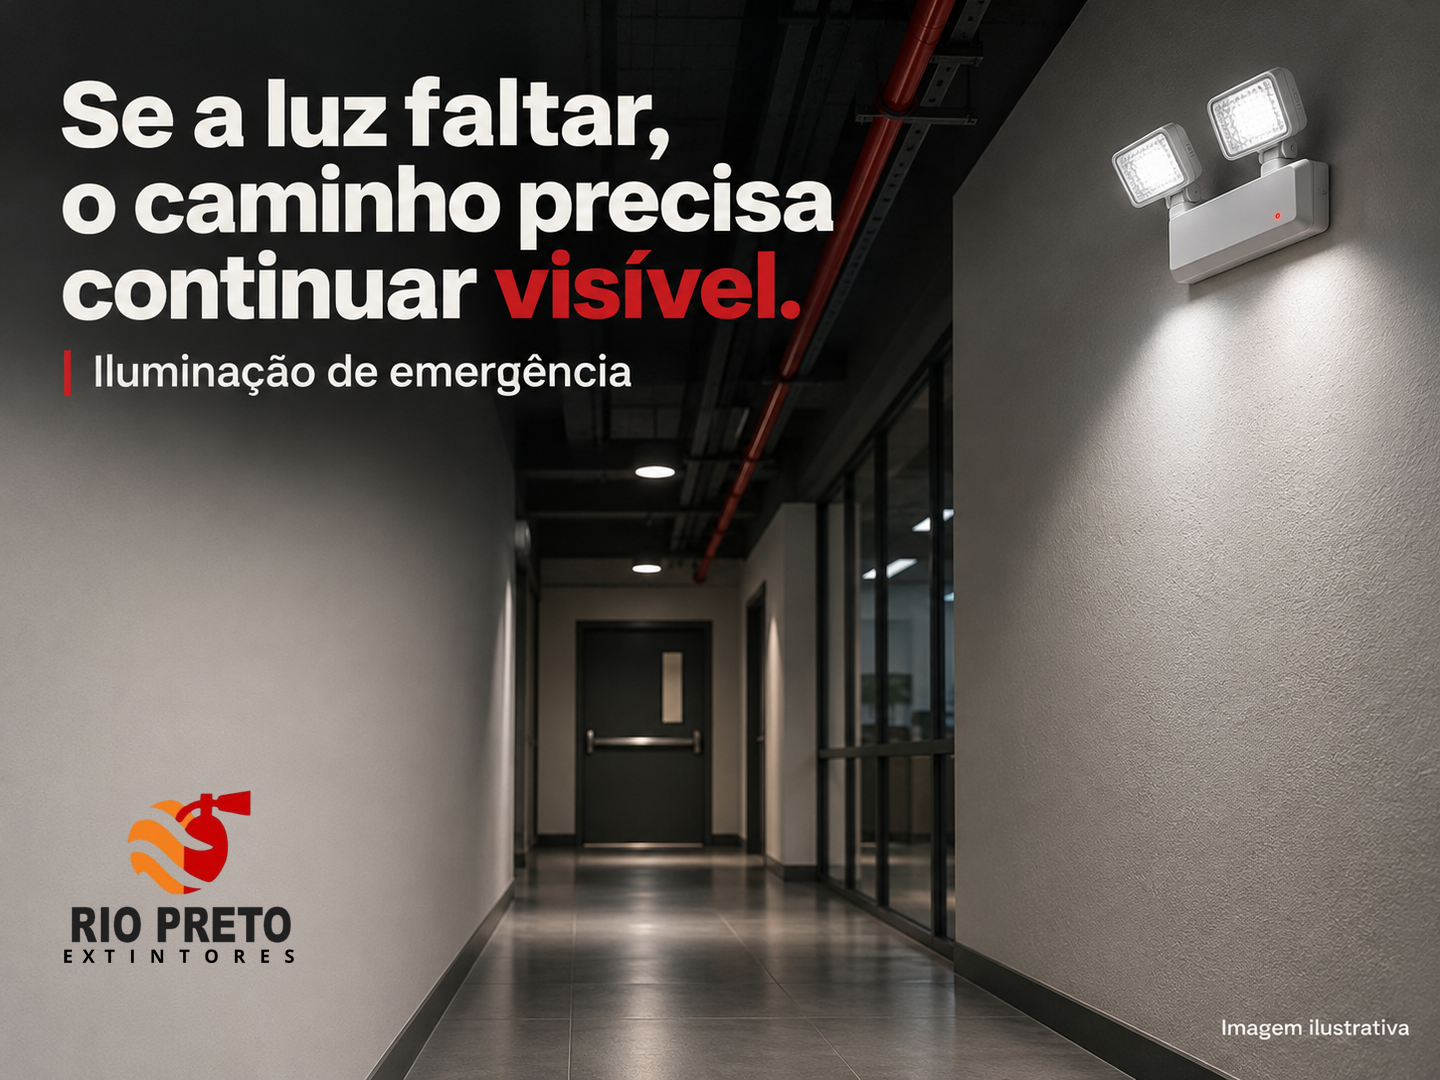 Se a luz faltar,
o caminho precisa
continuar visível.
Iluminação de emergência
RIO PRETO
EXTINTORES
Imagem ilustrativa